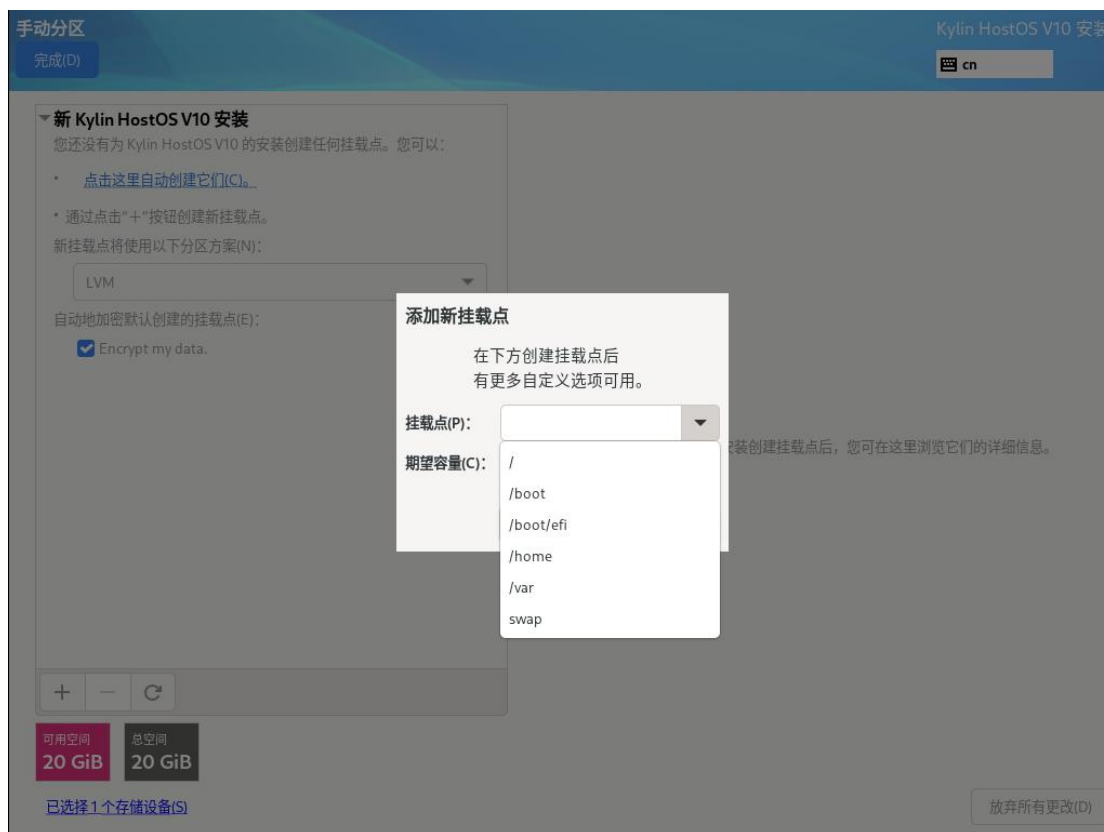 手动分区
完成(D)
Kylin HostOS V10 安装
cn
新 Kylin HostOS V10 安装
您还没有为 Kylin HostOS V10 的安装创建任何挂载点。您可以：
• 点击这里自动创建它们(C)。
• 通过点击"＋"按钮创建新挂载点。
新挂载点将使用以下分区方案(N)：
LVM
自动地加密默认创建的挂载点(E)：
Encrypt my data.
添加新挂载点
在下方创建挂载点后
有更多自定义选项可用。
挂载点(P)：
期望容量(C)：
/
/boot
/boot/efi
/home
/var
swap
装创建挂载点后，您可在这里浏览它们的详细信息。
可用空间
20 GiB
总空间
20 GiB
已选择 1 个存储设备(S)
放弃所有更改(D)